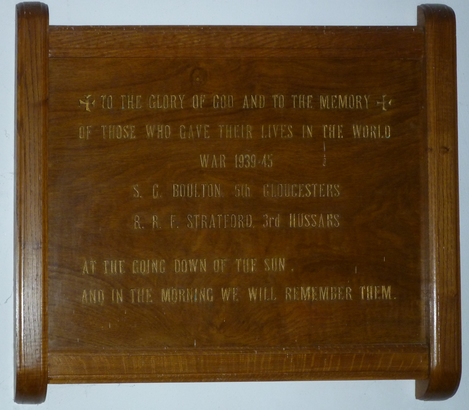 TO THE GLORY OF GOD AND TO THE MEMORY
OF THOSE WHO GAVE THEIR LIVES IN THE WORLD
WAR 1939-45
S. C. BOULTON, GLOUCESTERS
R. F. STRATFORD, 3rd HUSSARS
AT THE GOING DOWN OF THE SUN,
AND IN THE MORNING WE WILL REMEMBER THEM.